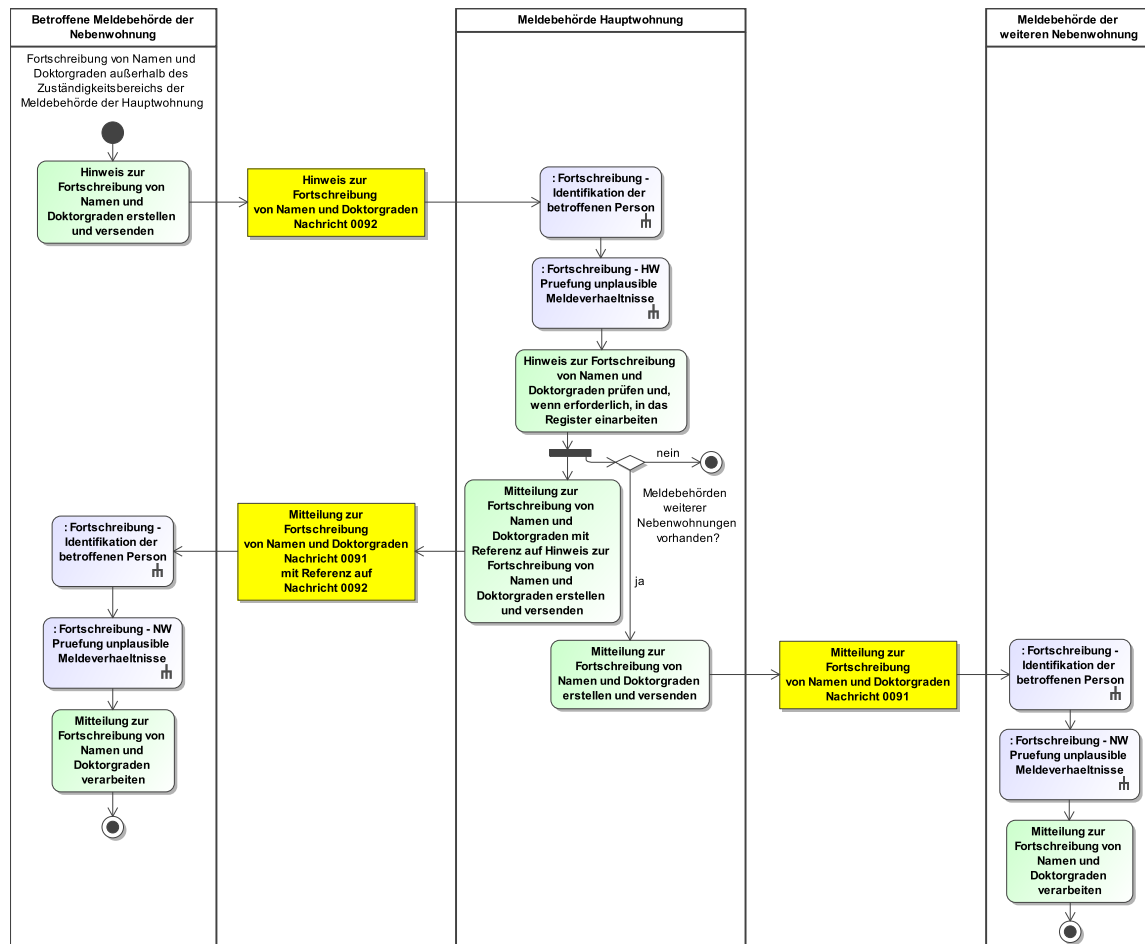 Betroffene Meldebehörde der
Nebenwohnung
Meldebehörde Hauptwohnung
Meldebehörde der
weiteren Nebenwohnung
Fortschreibung von Namen und
Doktorgraden außerhalb des
Zuständigkeitsbereichs der
Meldebehörde der Hauptwohnung
Hinweis zur
Fortschreibung von
Namen und
Doktorgraden erstellen
und versenden
Hinweis zur
Fortschreibung
von Namen und Doktorgraden
Nachricht 0092
: Fortschreibung -
Identifikation der
betroffenen Person
: Fortschreibung - HW
Pruefung unplausible
Meldeverhaeltnisse
Hinweis zur Fortschreibung
von Namen und
Doktorgraden prüfen und,
wenn erforderlich, in das
Register einarbeiten
nein
Meldebehörden
weiterer
Nebenwohnungen
vorhanden?
ja
Mitteilung zur
Fortschreibung von
Namen und
Doktorgraden mit
Referenz auf Hinweis zur
Fortschreibung von
Namen und
Doktorgraden erstellen
und versenden
Mitteilung zur
Fortschreibung
von Namen und Doktorgraden
Nachricht 0091
mit Referenz auf
Nachricht 0092
: Fortschreibung -
Identifikation der
betroffenen Person
: Fortschreibung - NW
Pruefung unplausible
Meldeverhaeltnisse
Mitteilung zur
Fortschreibung von
Namen und
Doktorgraden
verarbeiten
Mitteilung zur
Fortschreibung von
Namen und Doktorgraden
erstellen und versenden
Mitteilung zur
Fortschreibung
von Namen und Doktorgraden
Nachricht 0091
: Fortschreibung -
Identifikation der
betroffenen Person
: Fortschreibung - NW
Pruefung unplausible
Meldeverhaeltnisse
Mitteilung zur
Fortschreibung von
Namen und
Doktorgraden
verarbeiten